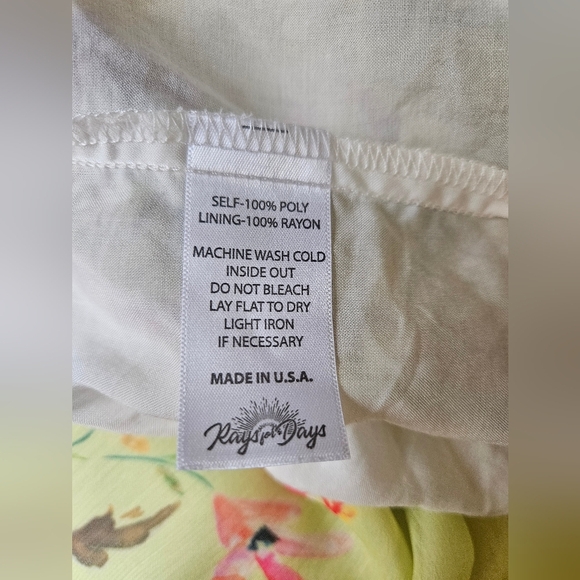 SELF-100% POLY
LINING-100% RAYON
MACHINE WASH COLD
INSIDE OUT
DO NOT BLEACH
LAY FLAT TO DRY
LIGHT IRON
IF NECESSARY
MADE IN U.S.A.
Rays for Days